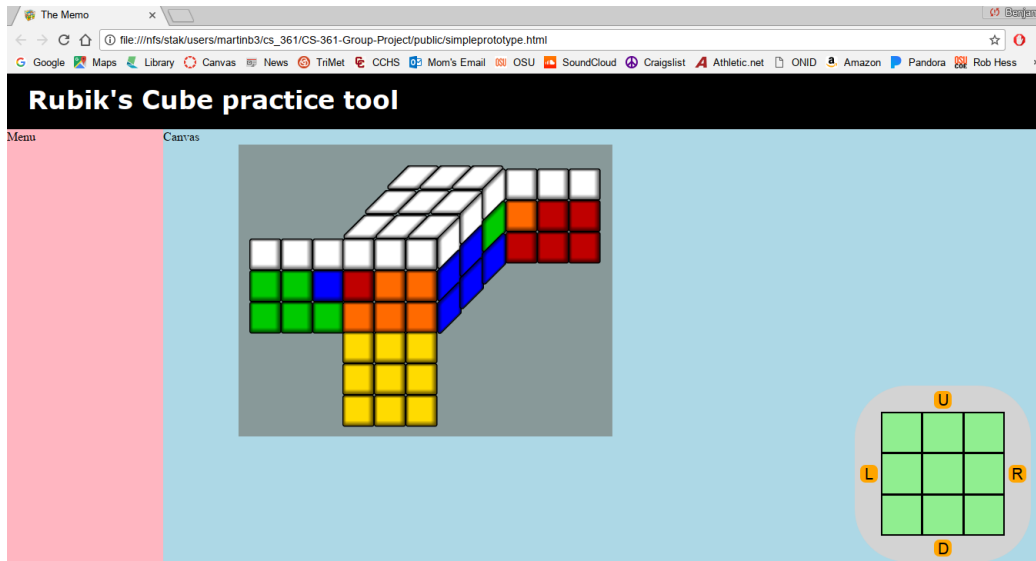 The Memo
Benjam
file:///nfs/stak/users/martinb3/cs_361/CS-361-Group-Project/public/simpleprototype.html
Google Maps Library Canvas News TriMet CCHS Mom's Email OSU SoundCloud Craigslist Athletic.net ONID Amazon Pandora Rob Hess
Rubik's Cube practice tool
Menu Canvas
U
L R
D